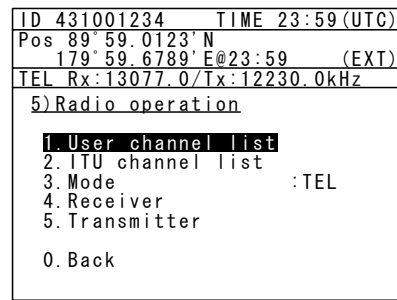 ID 431001234 TIME 23:59(UTC)
Pos 89°59.0123'N
179°59.6789'E@23:59 (EXT)
TEL Rx:13077.0/Tx:12230.0kHz
5)Radio operation
1.User channel list
2.ITU channel list
3.Mode :TEL
4.Receiver
5.Transmitter
0.Back